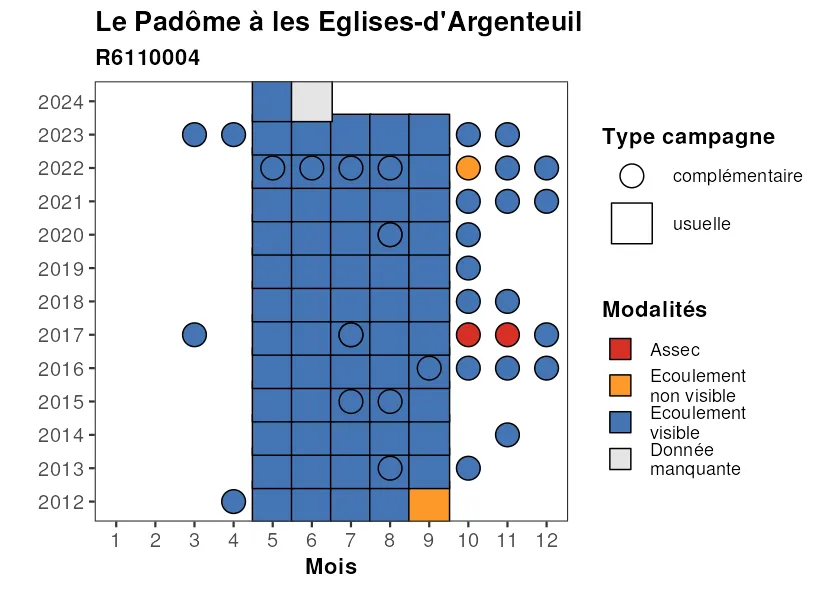 Le Padôme à les Eglises-d'Argenteuil
R6110004
2024
2023
2022
2021
2020
2019
2018
2017
2016
2015
2014
2013
2012
1 2 3 4 5 6 7 8 9 10 11 12
Mois
Type campagne
complémentaire
usuelle
Modalités
Assec
Ecoulement
non visible
Ecoulement
visible
Donnée
manquante